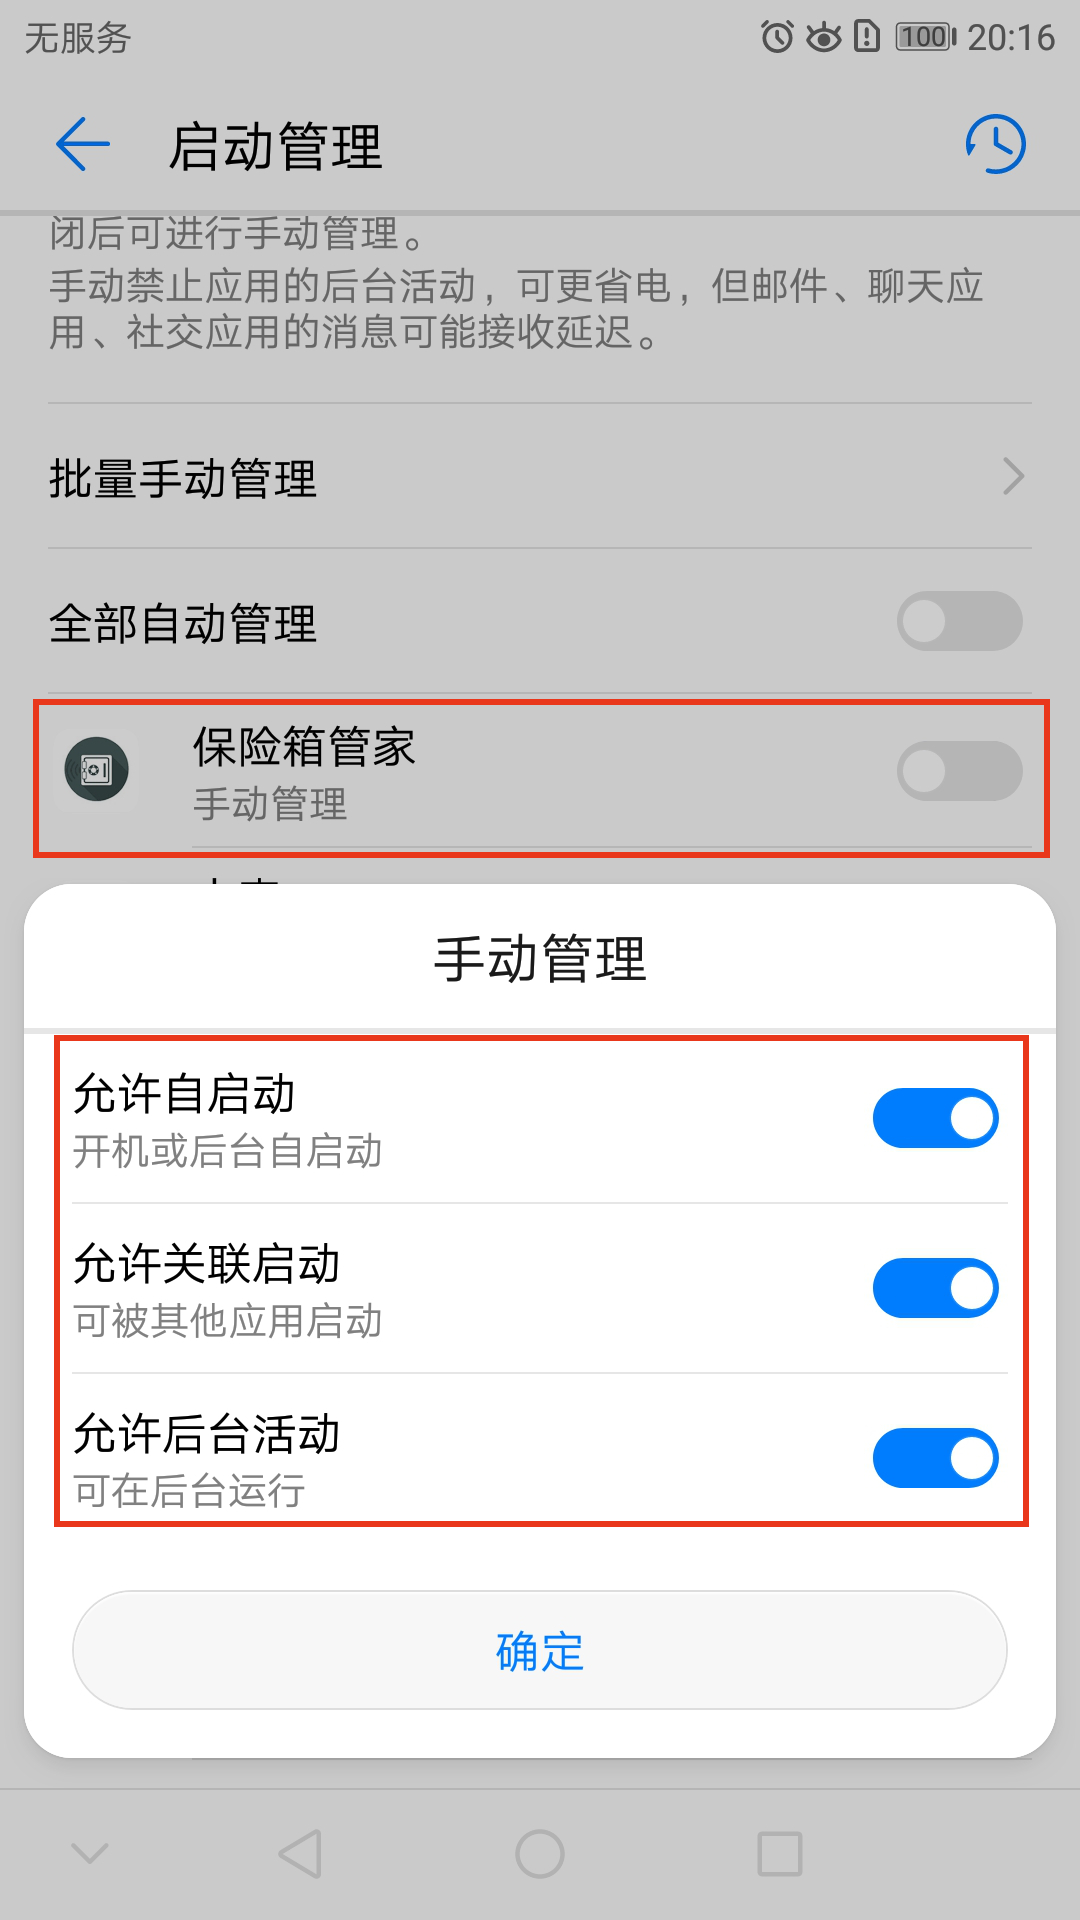 无服务
100 20:16
启动管理
闭后可进行手动管理。
手动禁止应用的后台活动，可更省电，但邮件、聊天应
用、社交应用的消息可能接收延迟。
批量手动管理
全部自动管理
保险箱管家
手动管理
手动管理
允许自启动
开机或后台自启动
允许关联启动
可被其他应用启动
允许后台活动
可在后台运行
确定